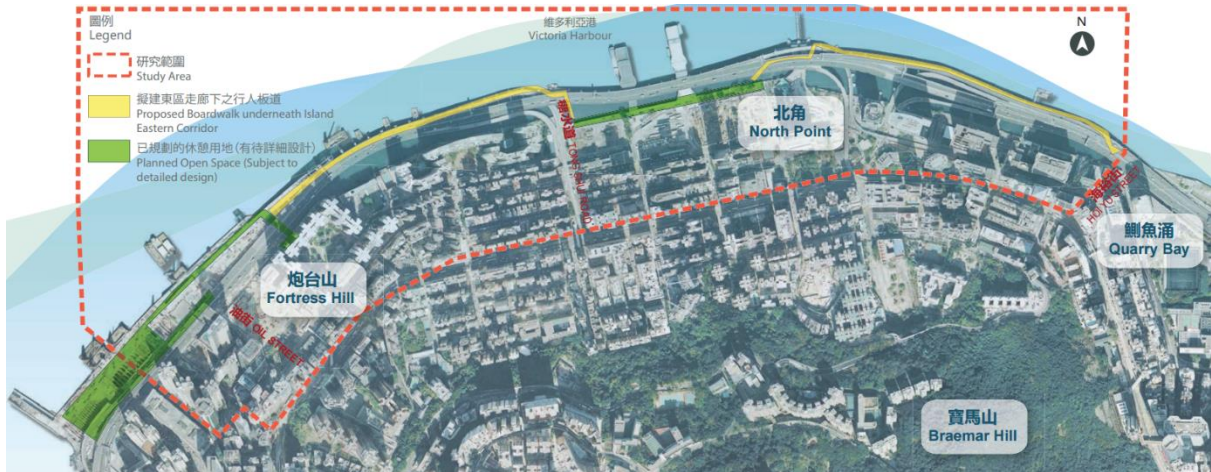 圖例
Legend
研究範圍
Study Area
擬建東區走廊下之行人板道
Proposed Boardwalk underneath Island
Eastern Corridor
已規劃的休憩用地(有待詳細設計)
Planned Open Space (Subject to
detailed design)
維多利亞港
Victoria Harbour
N
北角
North Point
糖水道 TONG SHUI ROAD
海裕街
HOI YU STREET
鰂魚涌
Quarry Bay
炮台山
Fortress Hill
油街 OIL STREET
寶馬山
Braemar Hill